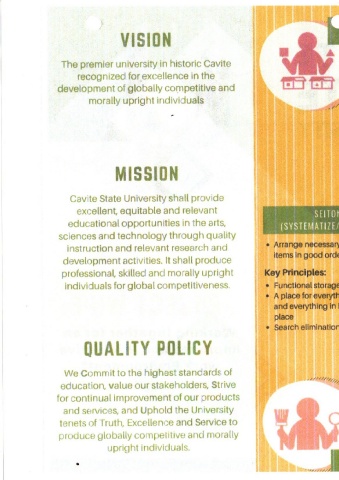 VISION
The premier university in historic Cavite
recognized for excellence in the
development of globally competitive and
morally upright individuals
MISSION
Cavite State University shall provide
excellent, equitable and relevant
educational opportunities in the arts,
sciences and technology through quality
instruction and relevant research and
development activities. It shall produce
professional, skilled and morally upright
individuals for global competitiveness.
QUALITY POLICY
We Commit to the highest standards of
education, value our stakeholders, Strive
for continual improvement of our products
and services, and Uphold the University
tenets of Truth, Excellence and Service to
produce globally competitive and morally
upright individuals.
SEITON
(SYSTEMATIZE/
• Arrange necessary
items in good orde
Key Principles:
• Functional storage
• A place for everyth
and everything in
place
• Search elimination